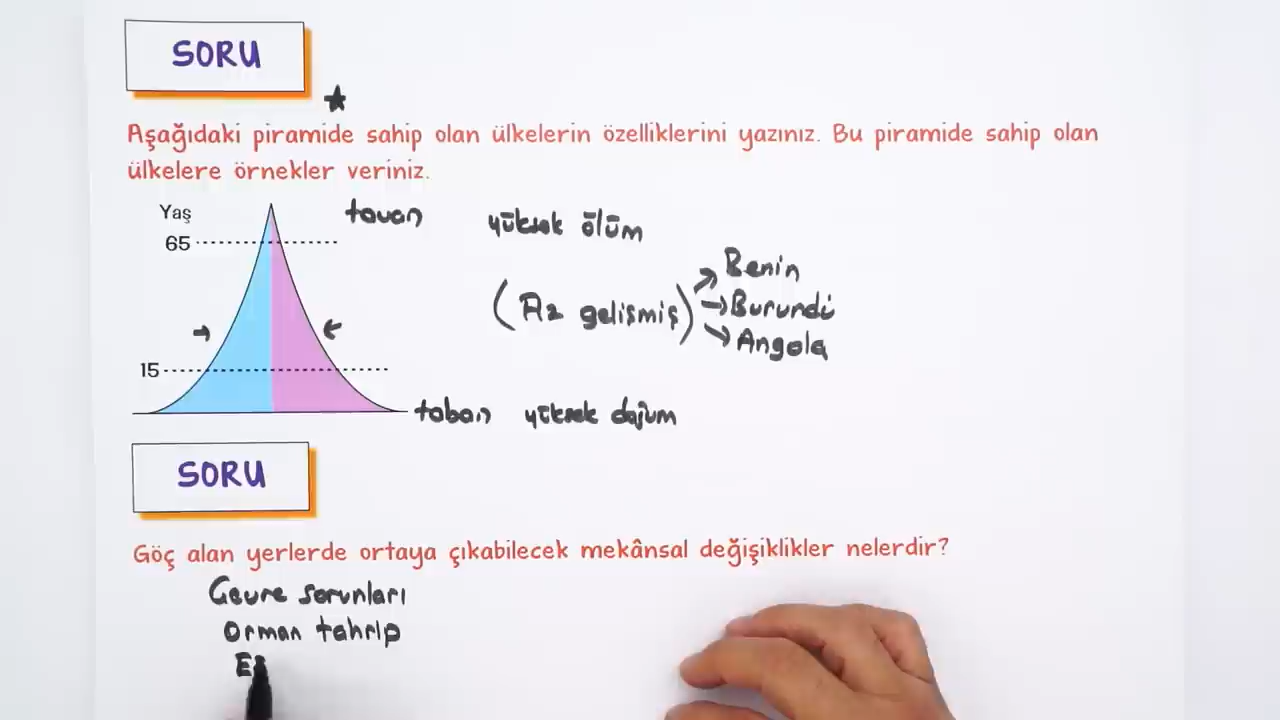 SORU
Aşağıdaki piramide sahip olan ülkelerin özelliklerini yazınız. Bu piramide sahip olan
ülkelere örnekler veriniz.
Yaş
65
15
tavan
yüksek ölüm
(Az gelişmiş)
Benin
Burundi
Angola
taban yüksek doğum
SORU
Göç alan yerlerde ortaya çıkabilecek mekânsal değişiklikler nelerdir?
Çevre sorunları
Orman tahrip